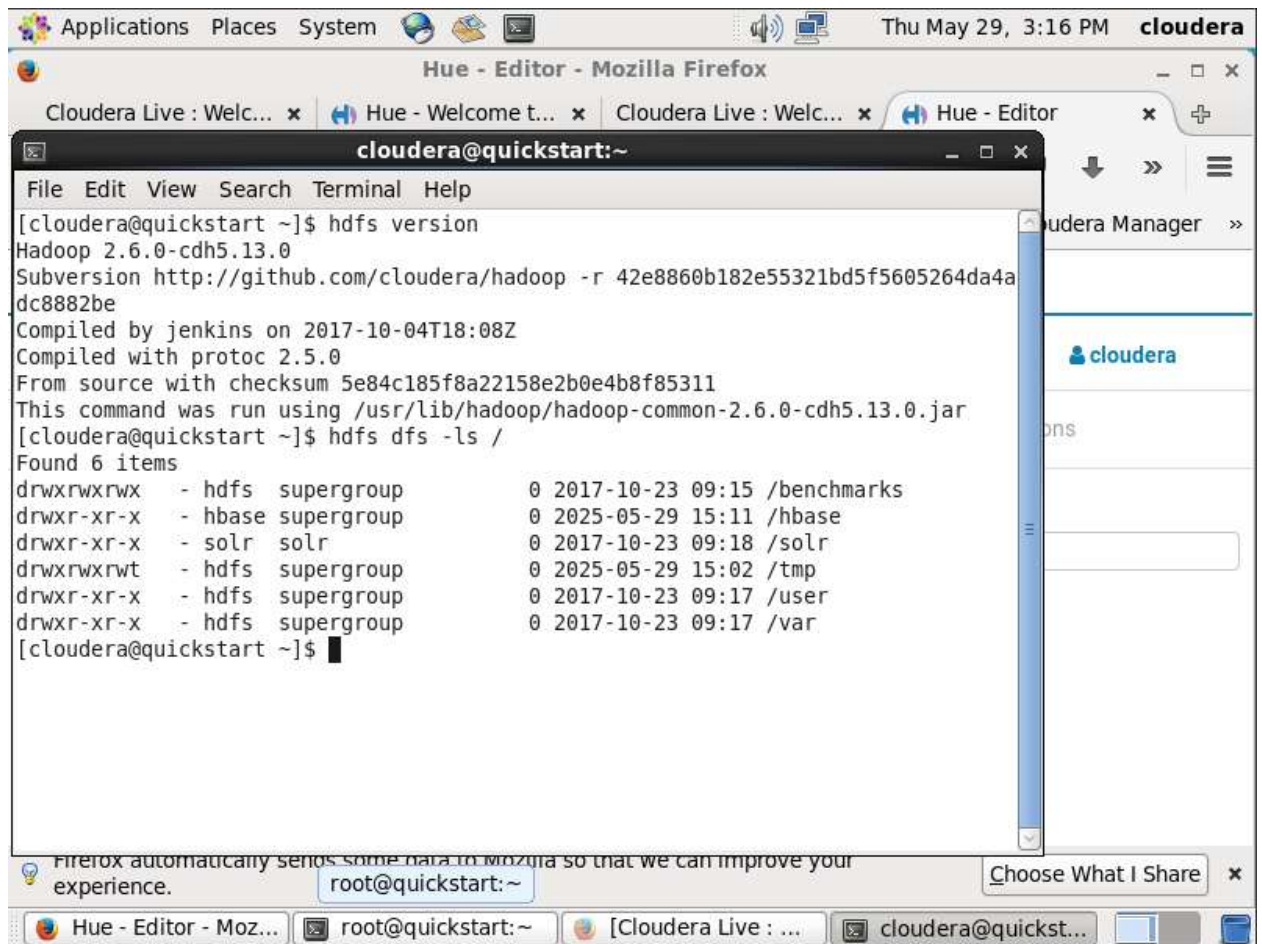 Applications Places System Thu May 29, 3:16 PM cloudera
Hue - Editor - Mozilla Firefox
Cloudera Live : Welc... Hue - Welcome t... Cloudera Live : Welc... Hue - Editor
cloudera@quickstart:~
File Edit View Search Terminal Help
[cloudera@quickstart ~]$ hdfs version
Hadoop 2.6.0-cdh5.13.0
Subversion http://github.com/cloudera/hadoop -r 42e8860b182e55321bd5f5605264da4a
dc8882be
Compiled by jenkins on 2017-10-04T18:08Z
Compiled with protoc 2.5.0
From source with checksum 5e84c185f8a22158e2b0e4b8f85311
This command was run using /usr/lib/hadoop/hadoop-common-2.6.0-cdh5.13.0.jar
[cloudera@quickstart ~]$ hdfs dfs -ls /
Found 6 items
drwxrwxrwx - hdfs supergroup 0 2017-10-23 09:15 /benchmarks
drwxr-xr-x - hbase supergroup 0 2025-05-29 15:11 /hbase
drwxr-xr-x - solr solr 0 2017-10-23 09:18 /solr
drwxrwxrwt - hdfs supergroup 0 2025-05-29 15:02 /tmp
drwxr-xr-x - hdfs supergroup 0 2017-10-23 09:17 /user
drwxr-xr-x - hdfs supergroup 0 2017-10-23 09:17 /var
[cloudera@quickstart ~]$
udera Manager »
cloudera
ons
Firefox automatically sends some data to Mozilla so that we can improve your
experience.
Choose What I Share
root@quickstart:~
Hue - Editor - Moz... root@quickstart:~ [Cloudera Live : ... cloudera@quickst...